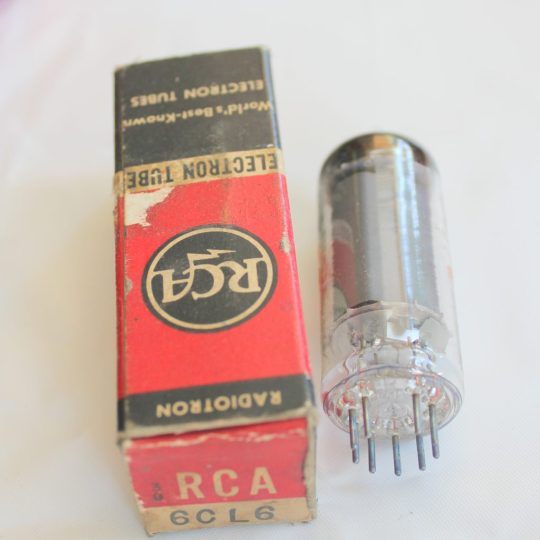 World's Best-Known
ELECTRON TUBES
ELECTRON TUBE
RCA
RADIOTRON
RCA
6CL6